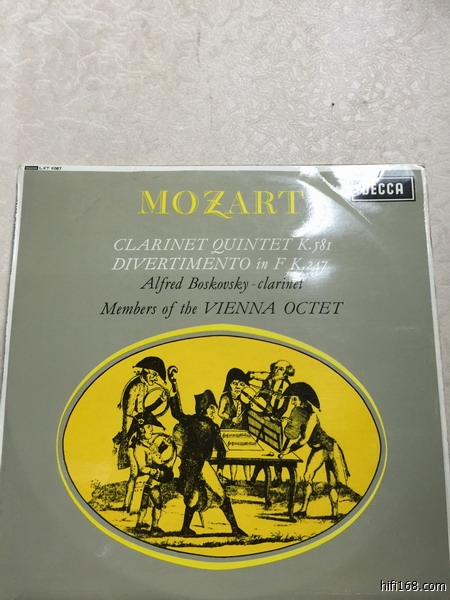 DECCA
MOZART
CLARINET QUINTET K.581
DIVERTIMENTO in F K.247
Alfred Boskovsky - clarinet
Members of the VIENNA OCTET
hifi168.com